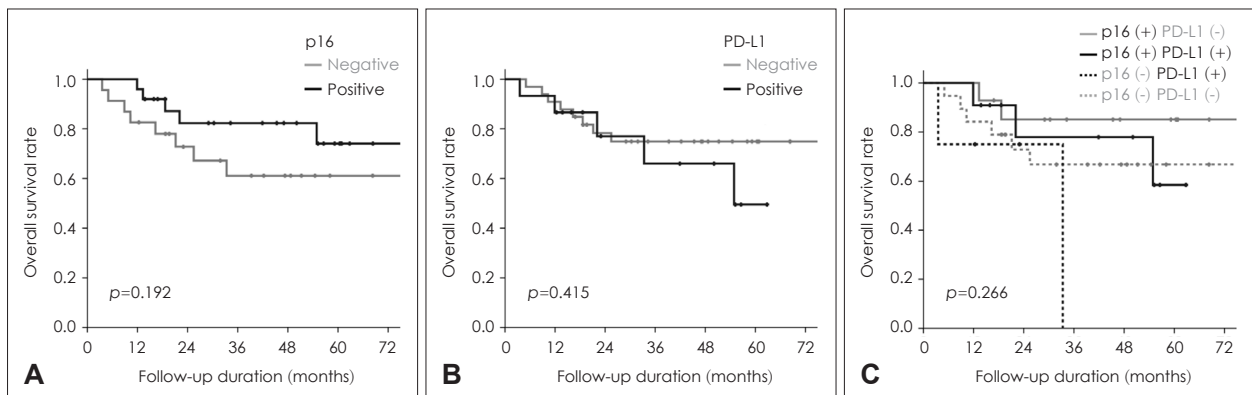 p16
Negative
Positive
1.0
0.8
0.6
0.4
0.2
0.0
Overall survival rate
p=0.192
0 12 24 36 48 60 72
Follow-up duration (months)
A
PD-L1
Negative
Positive
1.0
0.8
0.6
0.4
0.2
0.0
Overall survival rate
p=0.415
0 12 24 36 48 60 72
Follow-up duration (months)
B
p16 (+) PD-L1 (-)
p16 (+) PD-L1 (+)
p16 (-) PD-L1 (+)
p16 (-) PD-L1 (-)
1.0
0.8
0.6
0.4
0.2
0.0
Overall survival rate
p=0.266
0 12 24 36 48 60 72
Follow-up duration (months)
C